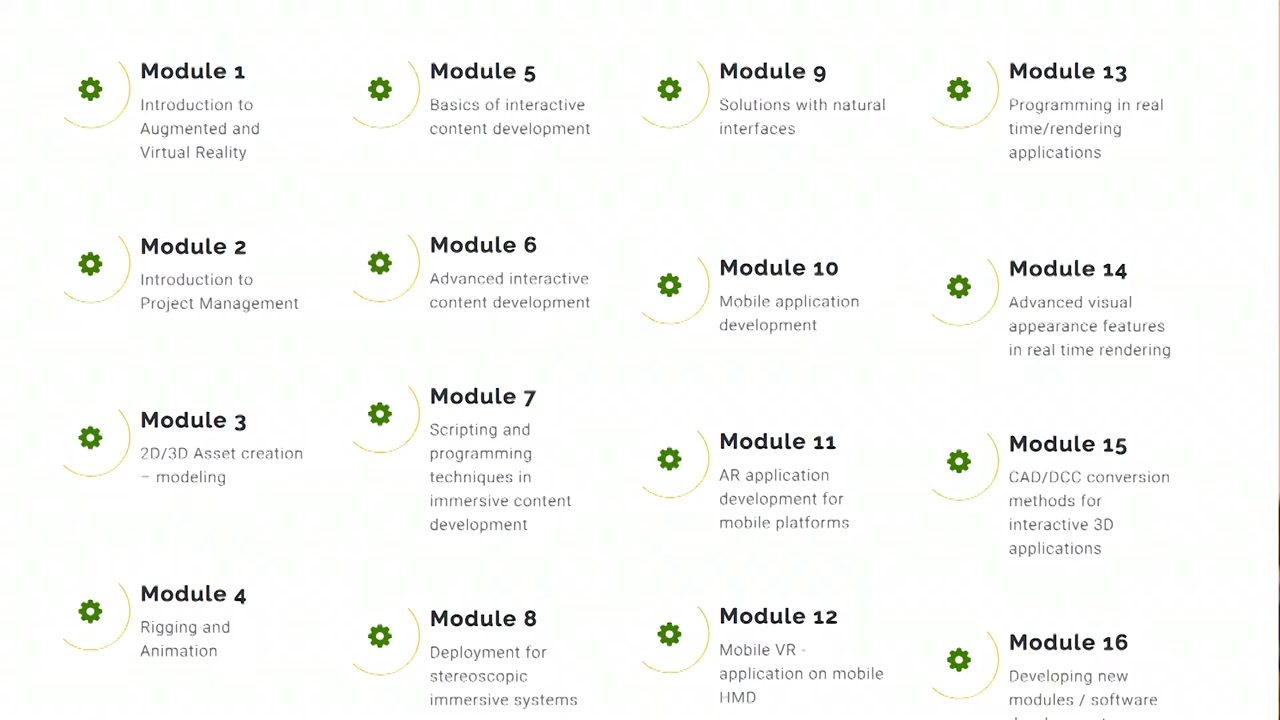 Module 1
Introduction to
Augmented and
Virtual Reality
Module 2
Introduction to
Project Management
Module 3
2D/3D Asset creation
– modeling
Module 4
Rigging and
Animation
Module 5
Basics of interactive
content development
Module 6
Advanced interactive
content development
Module 7
Scripting and
programming
techniques in
immersive content
development
Module 8
Deployment for
stereoscopic
immersive systems
Module 9
Solutions with natural
interfaces
Module 10
Mobile application
development
Module 11
AR application
development for
mobile platforms
Module 12
Mobile VR -
application on mobile
HMD
Module 13
Programming in real
time/rendering
applications
Module 14
Advanced visual
appearance features
in real time rendering
Module 15
CAD/DCC conversion
methods for
interactive 3D
applications
Module 16
Developing new
modules / software